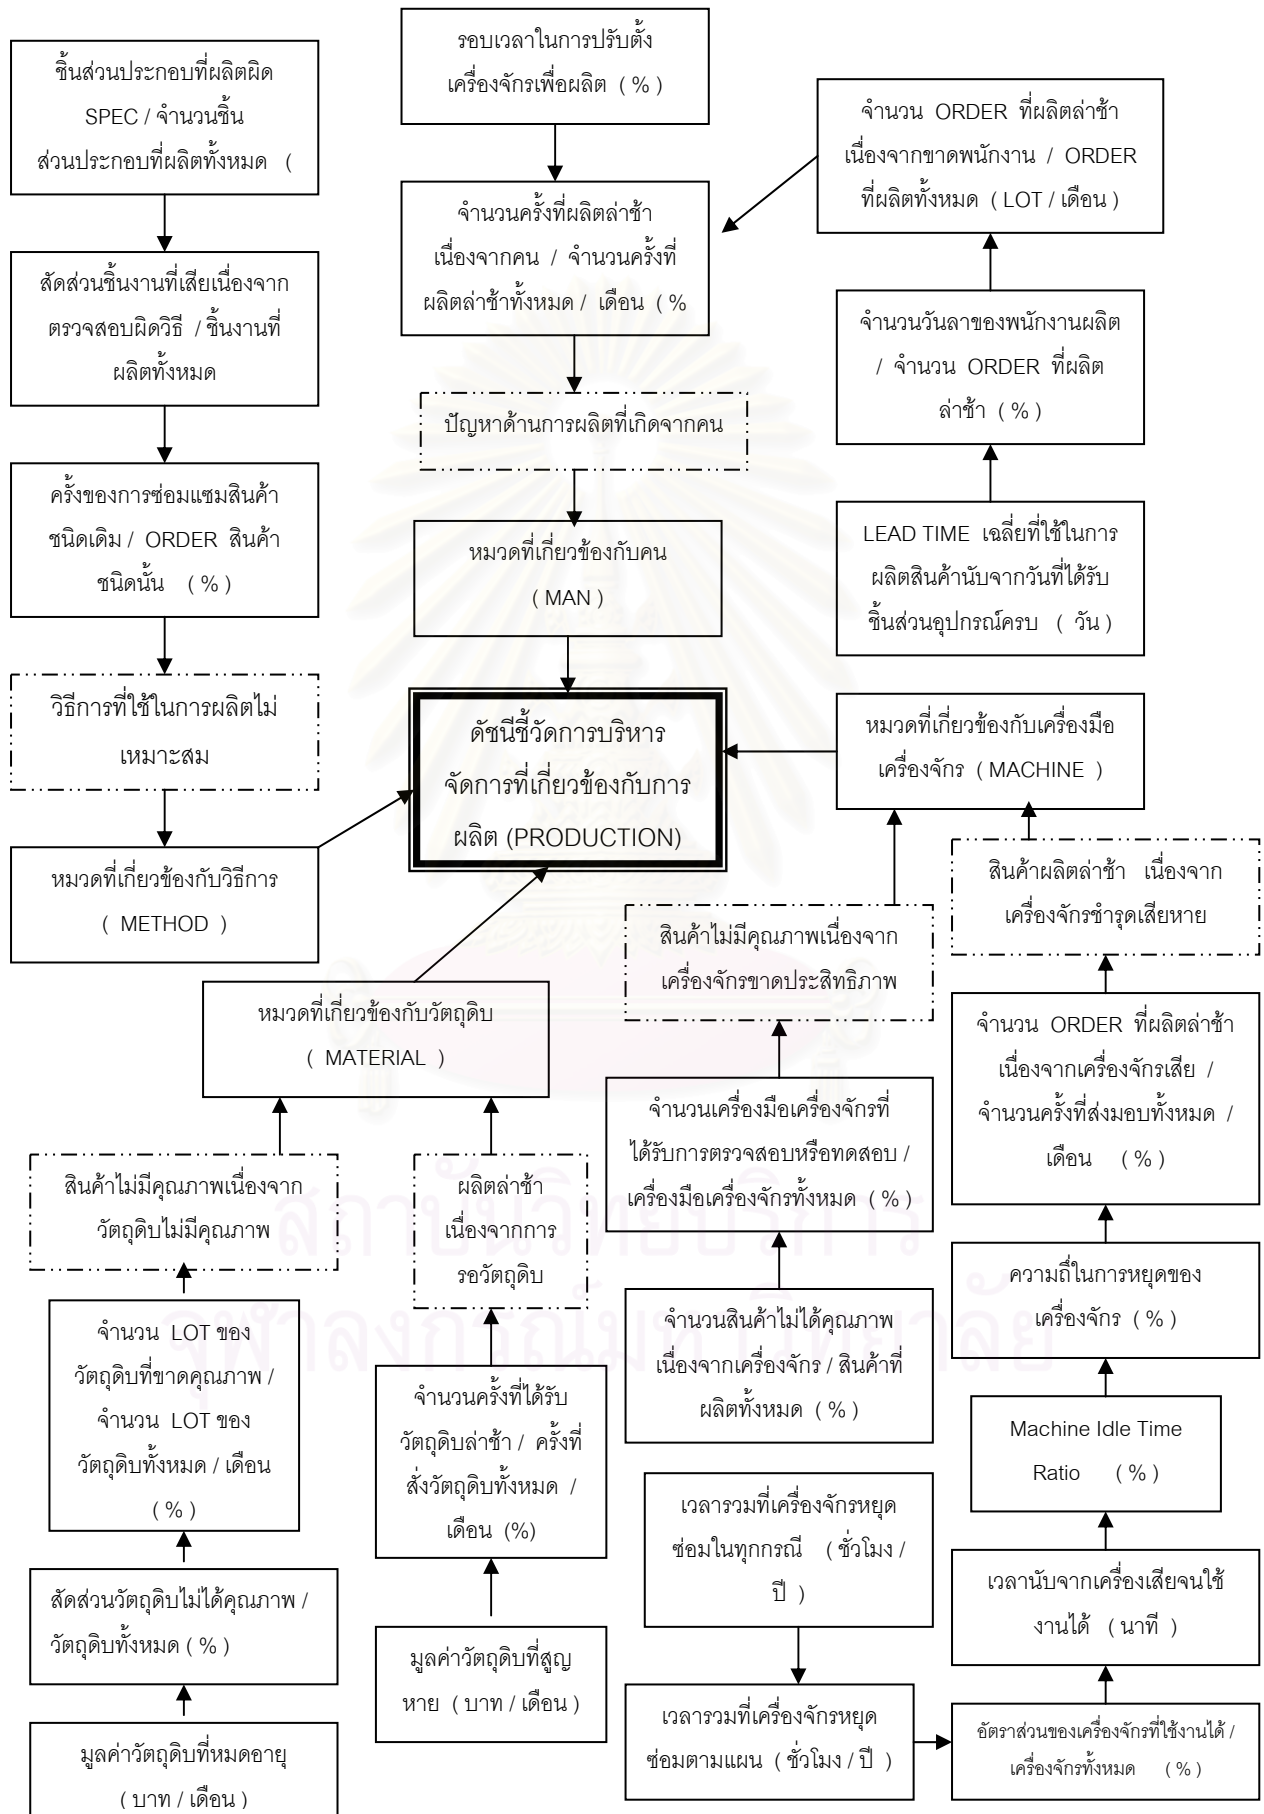 ชิ้นส่วนประกอบที่ผลิตผิด
SPEC / จำนวนชิ้น
ส่วนประกอบที่ผลิตทั้งหมด (
สัดส่วนชิ้นงานที่เสียเนื่องจาก
ตรวจสอบผิดวิธี / ชิ้นงานที่
ผลิตทั้งหมด
ครั้งของการซ่อมแซมสินค้า
ชนิดเดิม / ORDER สินค้า
ชนิดนั้น ( % )
วิธีการที่ใช้ในการผลิตไม่
เหมาะสม
หมวดที่เกี่ยวข้องกับวิธีการ
( METHOD )
รอบเวลาในการปรับตั้ง
เครื่องจักรเพื่อผลิต ( % )
จำนวนครั้งที่ผลิตล่าช้า
เนื่องจากคน / จำนวนครั้งที่
ผลิตล่าช้าทั้งหมด / เดือน ( %
ปัญหาด้านการผลิตที่เกิดจากคน
หมวดที่เกี่ยวข้องกับคน
( MAN )
ดัชนีชี้วัดการบริหาร
จัดการที่เกี่ยวข้องกับการ
ผลิต (PRODUCTION)
จำนวน ORDER ที่ผลิตล่าช้า
เนื่องจากขาดพนักงาน / ORDER
ที่ผลิตทั้งหมด ( LOT / เดือน )
จำนวนวันลาของพนักงานผลิต
/ จำนวน ORDER ที่ผลิต
ล่าช้า ( % )
LEAD TIME เฉลี่ยที่ใช้ในการ
ผลิตสินค้านับจากวันที่ได้รับ
ชิ้นส่วนอุปกรณ์ครบ ( วัน )
หมวดที่เกี่ยวข้องกับเครื่องมือ
เครื่องจักร ( MACHINE )
สินค้าผลิตล่าช้า เนื่องจาก
เครื่องจักรชำรุดเสียหาย
สินค้าไม่มีคุณภาพเนื่องจาก
เครื่องจักรขาดประสิทธิภาพ
หมวดที่เกี่ยวข้องกับวัตถุดิบ
( MATERIAL )
จำนวน ORDER ที่ผลิตล่าช้า
เนื่องจากเครื่องจักรเสีย /
จำนวนครั้งที่ส่งมอบทั้งหมด /
เดือน ( % )
จำนวนเครื่องมือเครื่องจักรที่
ได้รับการตรวจสอบหรือทดสอบ /
เครื่องมือเครื่องจักรทั้งหมด ( % )
สินค้าไม่มีคุณภาพเนื่องจาก
วัตถุดิบไม่มีคุณภาพ
ผลิตล่าช้า
เนื่องจากการ
รอวัตถุดิบ
สถาบันวิทยบริการ
จุฬาลงกรณ์มหาวิทยาลัย
ความถี่ในการหยุดของ
เครื่องจักร ( % )
จำนวนสินค้าไม่ได้คุณภาพ
เนื่องจากเครื่องจักร / สินค้าที่
ผลิตทั้งหมด ( % )
จำนวน LOT ของ
วัตถุดิบที่ขาดคุณภาพ /
จำนวน LOT ของ
วัตถุดิบทั้งหมด / เดือน
( % )
จำนวนครั้งที่ได้รับ
วัตถุดิบล่าช้า / ครั้งที่
สั่งวัตถุดิบทั้งหมด /
เดือน (%)
Machine Idle Time
Ratio ( % )
เวลารวมที่เครื่องจักรหยุด
ซ่อมในทุกกรณี ( ชั่วโมง /
ปี )
เวลานับจากเครื่องเสียจนใช้
งานได้ ( นาที )
สัดส่วนวัตถุดิบไม่ได้คุณภาพ /
วัตถุดิบทั้งหมด ( % )
มูลค่าวัตถุดิบที่สูญ
หาย ( บาท / เดือน )
เวลารวมที่เครื่องจักรหยุด
ซ่อมตามแผน ( ชั่วโมง / ปี )
อัตราส่วนของเครื่องจักรที่ใช้งานได้ /
เครื่องจักรทั้งหมด ( % )
มูลค่าวัตถุดิบที่หมดอายุ
( บาท / เดือน )